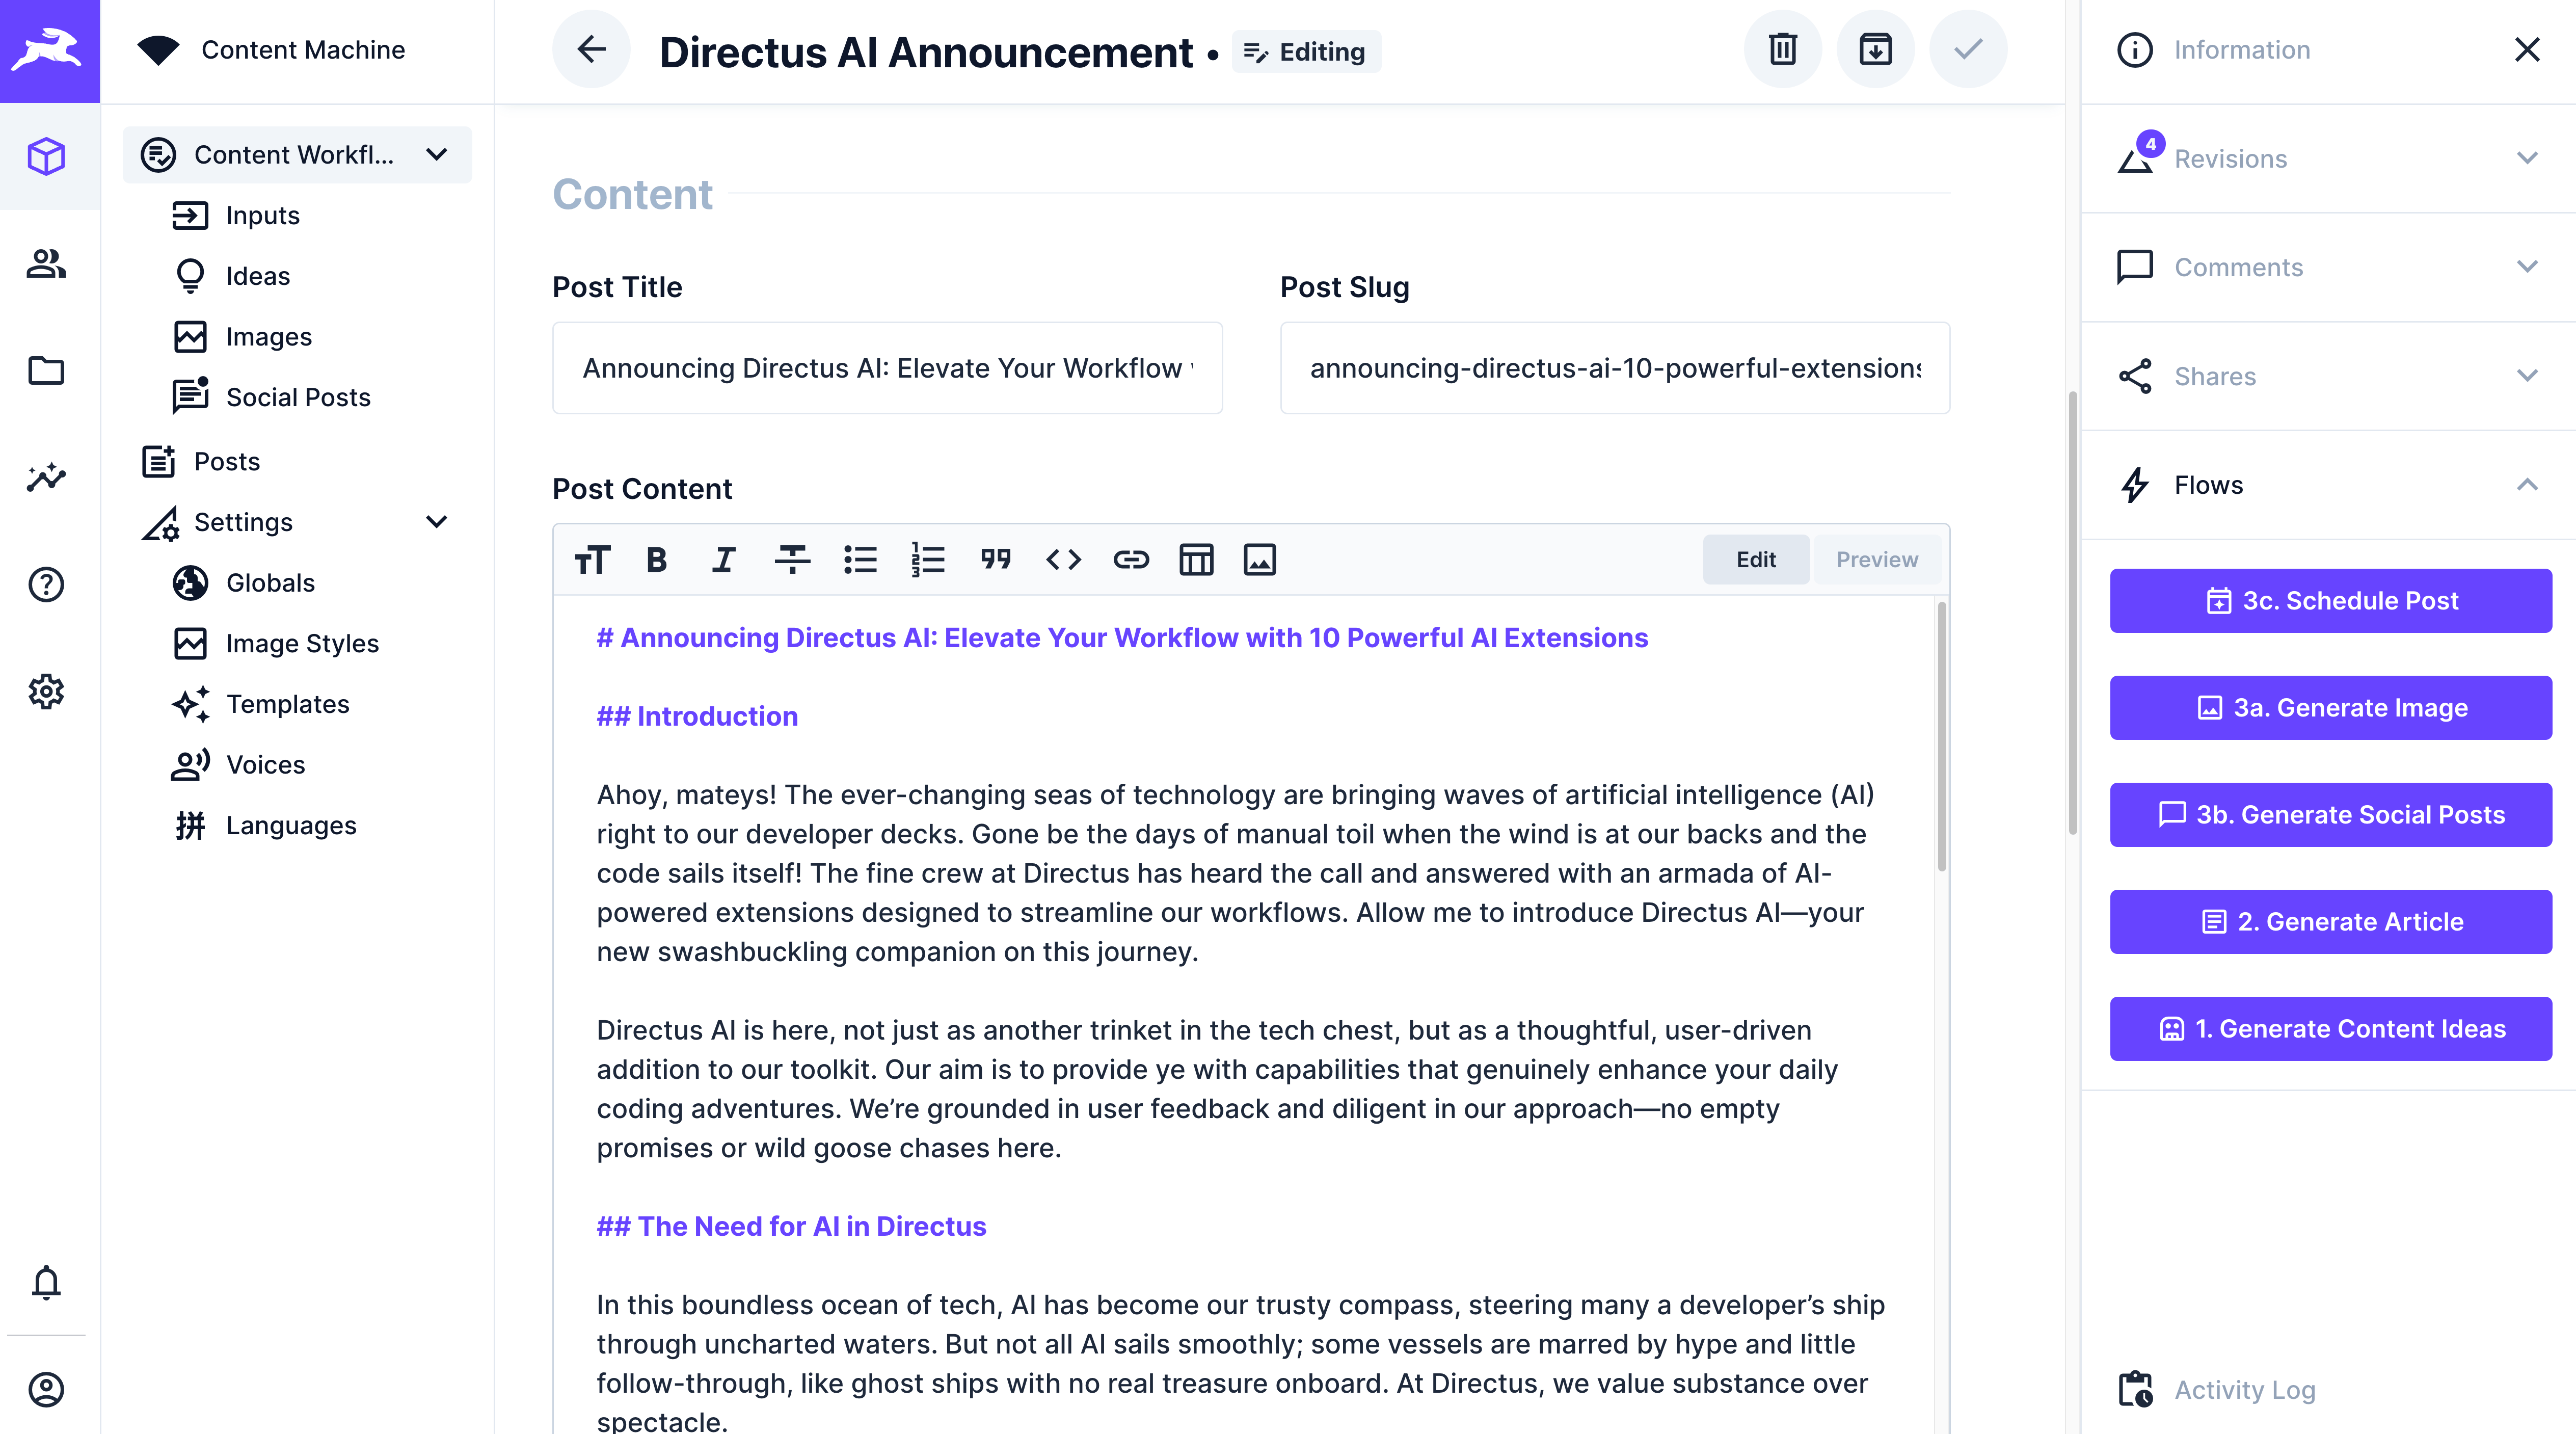 Content Machine
Content Workfl...
Inputs
Ideas
Images
Social Posts
Posts
Settings
Globals
Image Styles
Templates
Voices
拼 Languages
Directus AI Announcement • Editing
Content
Post Title
Announcing Directus AI: Elevate Your Workflow
Post Slug
announcing-directus-ai-10-powerful-extensions
Post Content
Edit
Preview
# Announcing Directus AI: Elevate Your Workflow with 10 Powerful AI Extensions
## Introduction
Ahoy, mateys! The ever-changing seas of technology are bringing waves of artificial intelligence (AI)
right to our developer decks. Gone be the days of manual toil when the wind is at our backs and the
code sails itself! The fine crew at Directus has heard the call and answered with an armada of AI-
powered extensions designed to streamline our workflows. Allow me to introduce Directus AI—your
new swashbuckling companion on this journey.
Directus AI is here, not just as another trinket in the tech chest, but as a thoughtful, user-driven
addition to our toolkit. Our aim is to provide ye with capabilities that genuinely enhance your daily
coding adventures. We’re grounded in user feedback and diligent in our approach—no empty
promises or wild goose chases here.
## The Need for AI in Directus
In this boundless ocean of tech, AI has become our trusty compass, steering many a developer’s ship
through uncharted waters. But not all AI sails smoothly; some vessels are marred by hype and little
follow-through, like ghost ships with no real treasure onboard. At Directus, we value substance over
spectacle.
Information
4
Revisions
Comments
Shares
Flows
3c. Schedule Post
3a. Generate Image
3b. Generate Social Posts
2. Generate Article
1. Generate Content Ideas
Activity Log